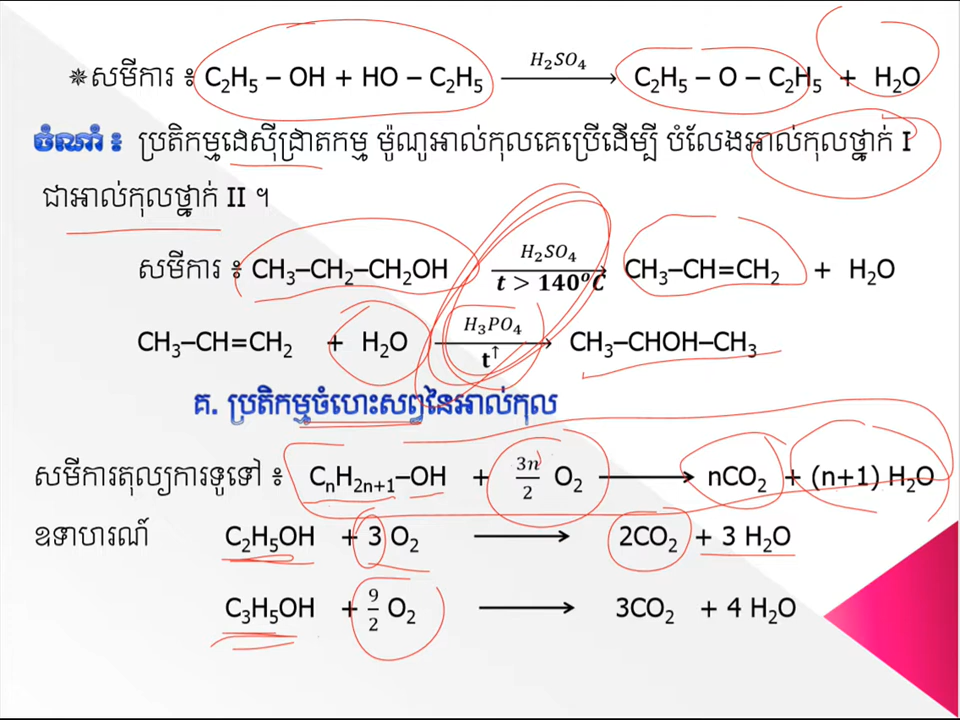 ✵សមីការ ៖ C₂H₅ – OH + HO – C₂H₅ H₂SO₄ ⟶ C₂H₅ – O – C₂H₅ + H₂O
ចំណាំ ៖ ប្រតិកម្មដេស៊ីដ្រាតកម្ម ម៉ូណូអាល់កុលគេប្រើដើម្បី បំលែងអាល់កុលថ្នាក់ I
ជាអាល់កុលថ្នាក់ II ។
សមីការ ៖ CH₃–CH₂–CH₂OH H₂SO₄ ⟶ t > 140°C CH₃–CH=CH₂ + H₂O
CH₃–CH=CH₂ + H₂O H₃PO₄ ⟶ t↑ CH₃–CHOH–CH₃
គ. ប្រតិកម្មចំហេះសព្វនៃអាល់កុល
សមីការតុល្យការទូទៅ ៖ CₙH₂ₙ₊₁–OH + 3n/2 O₂ ⟶ nCO₂ + (n+1) H₂O
ឧទាហរណ៍ C₂H₅OH + 3 O₂ ⟶ 2CO₂ + 3 H₂O
C₃H₅OH + 9/2 O₂ ⟶ 3CO₂ + 4 H₂O